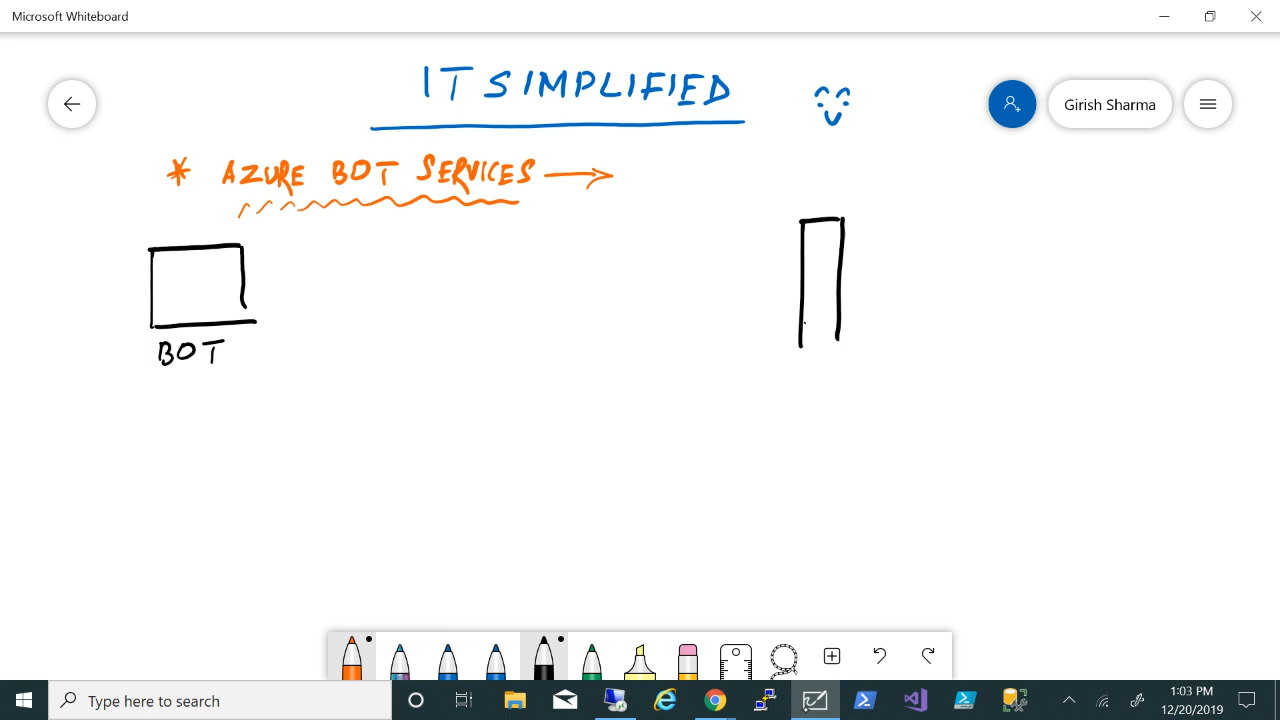 Microsoft Whiteboard
IT SIMPLIFIED
Girish Sharma
* AZURE BOT SERVICES
BOT
Type here to search
1:03 PM
12/20/2019